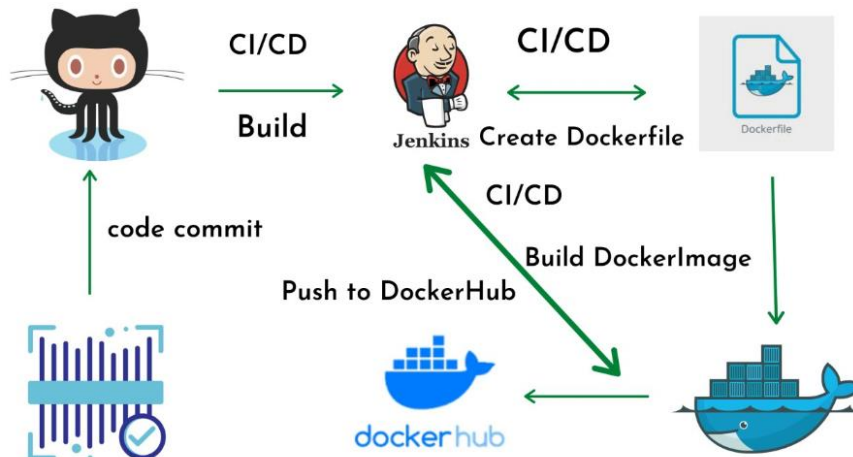 CI/CD
Build
Jenkins
CI/CD
Create Dockerfile
Dockerfile
code commit
CI/CD
Build DockerImage
Push to DockerHub
dockerhub